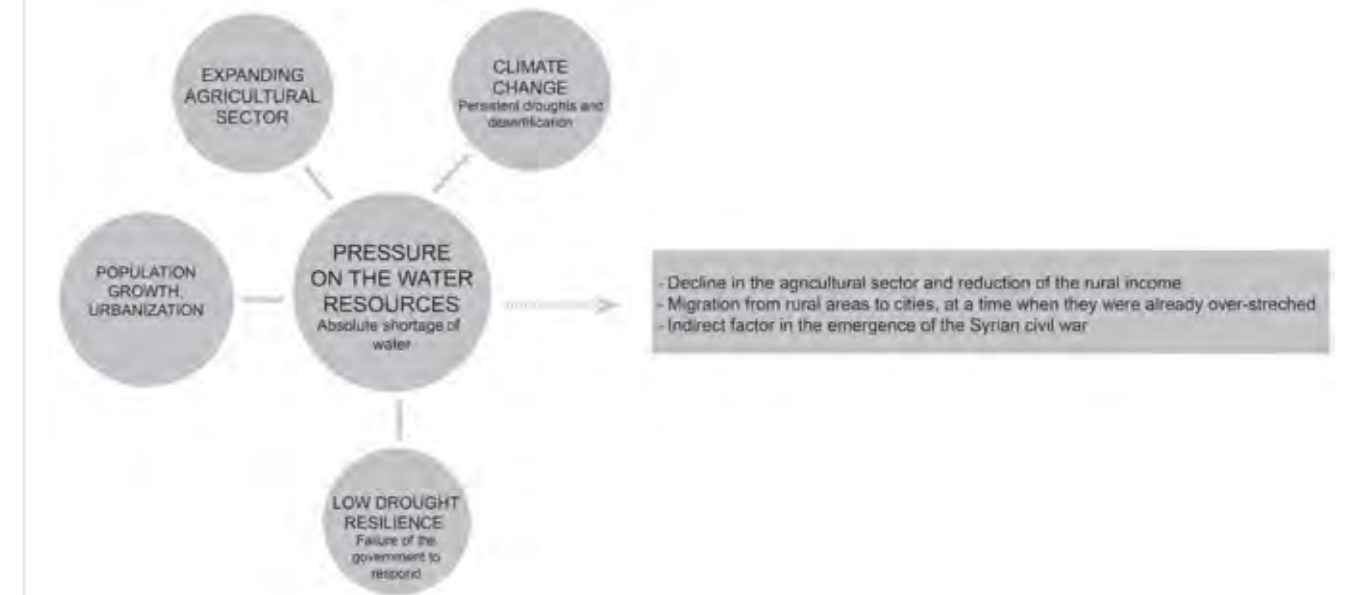 EXPANDING
AGRICULTURAL
SECTOR
CLIMATE
CHANGE
Persistent droughts and
desertification
POPULATION
GROWTH,
URBANIZATION
PRESSURE
ON THE WATER
RESOURCES
Absolute shortage of
water
LOW DROUGHT
RESILIENCE
Failure of the
government to
respond
- Decline in the agricultural sector and reduction of the rural income
- Migration from rural areas to cities, at a time when they were already over-streched
- Indirect factor in the emergence of the Syrian civil war